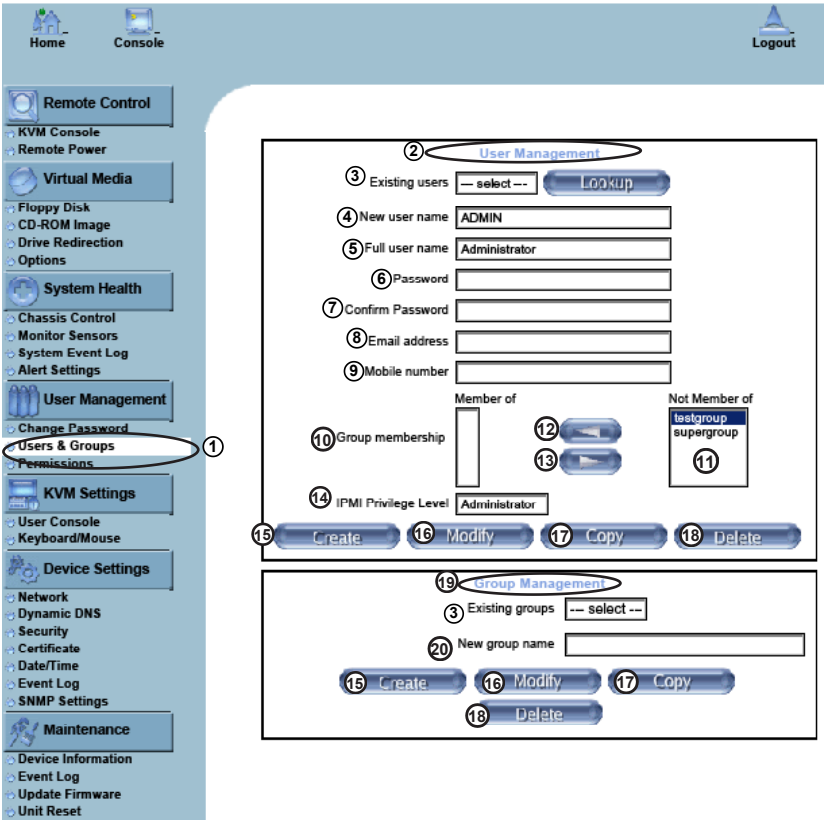 Home
Console
Logout
Remote Control
KVM Console
Remote Power
Virtual Media
Floppy Disk
CD-ROM Image
Drive Redirection
Options
System Health
Chassis Control
Monitor Sensors
System Event Log
Alert Settings
User Management
Change Password
Users & Groups 1
Permissions
KVM Settings
User Console
Keyboard/Mouse
Device Settings
Network
Dynamic DNS
Security
Certificate
Date/Time
Event Log
SNMP Settings
Maintenance
Device Information
Event Log
Update Firmware
Unit Reset
2 User Management
3 Existing users --- select --- Lookup
4 New user name ADMIN
5 Full user name Administrator
6 Password
7 Confirm Password
8 Email address
9 Mobile number
Member of Not Member of
testgroup
supergroup
10 Group membership 12 13 11
14 IPMI Privilege Level Administrator
15 Create 16 Modify 17 Copy 18 Delete
19 Group Management
3 Existing groups --- select ---
20 New group name
15 Create 16 Modify 17 Copy
18 Delete